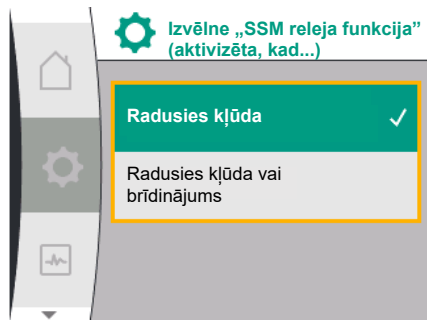 Izvēlne „SSM releja funkcija”
(aktivizēta, kad...)
Radusies kļūda
Radusies kļūda vai
brīdinājums